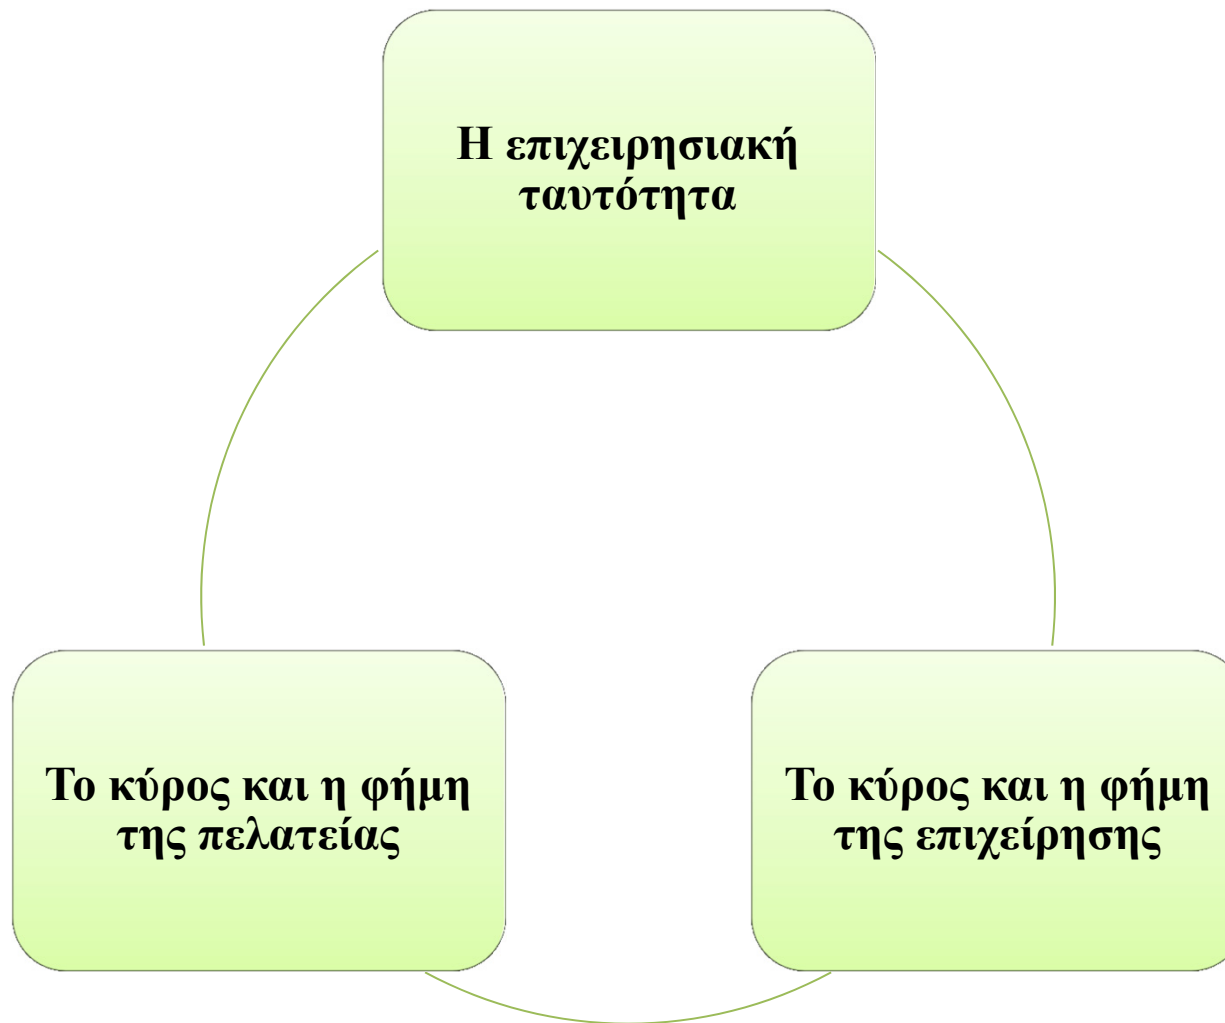 Η επιχειρησιακή
ταυτότητα
Το κύρος και η φήμη
της πελατείας
Το κύρος και η φήμη
της επιχείρησης